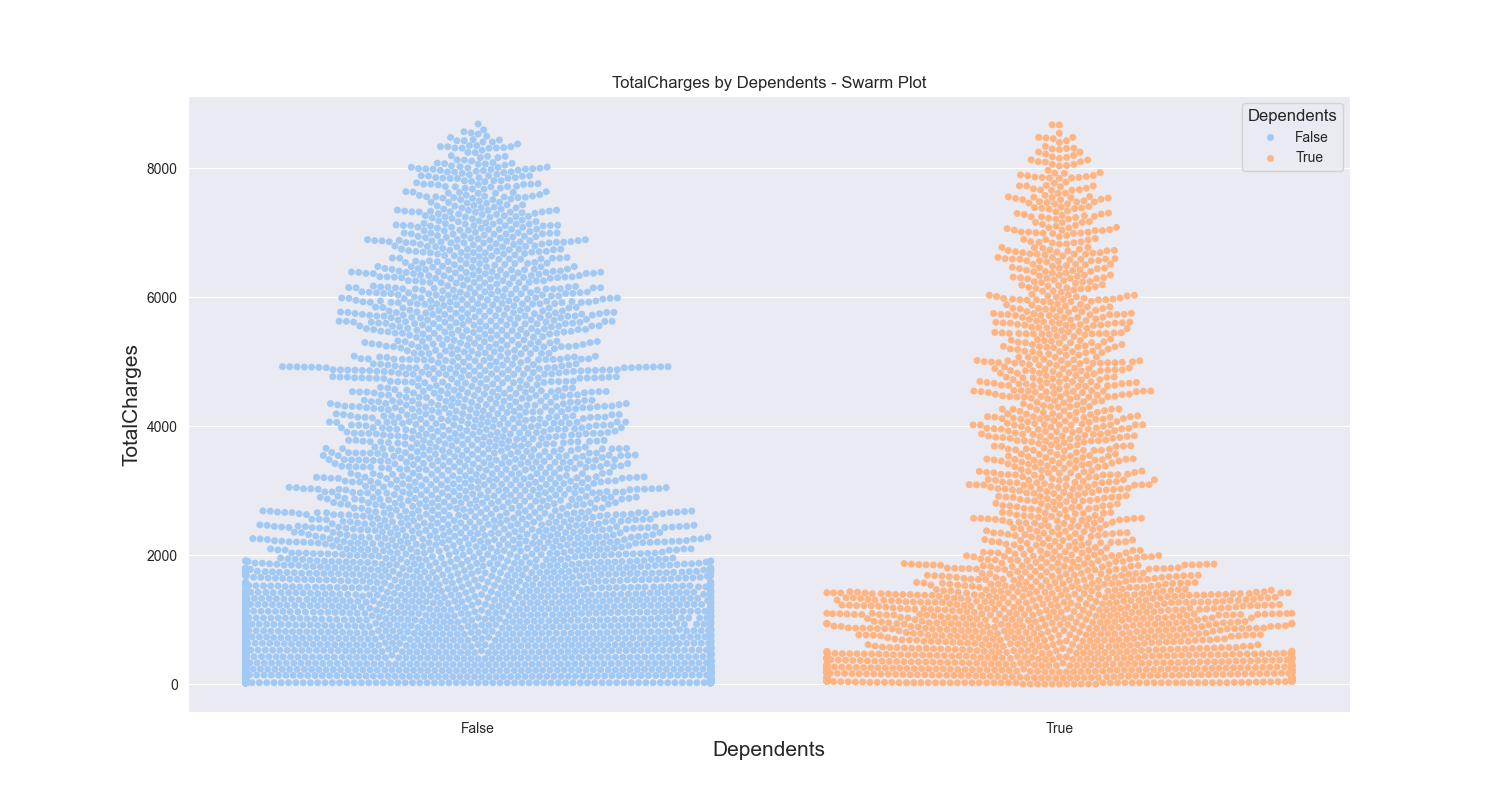 TotalCharges by Dependents - Swarm Plot
Dependents
False
True
8000
6000
4000
2000
0
TotalCharges
False
True
Dependents